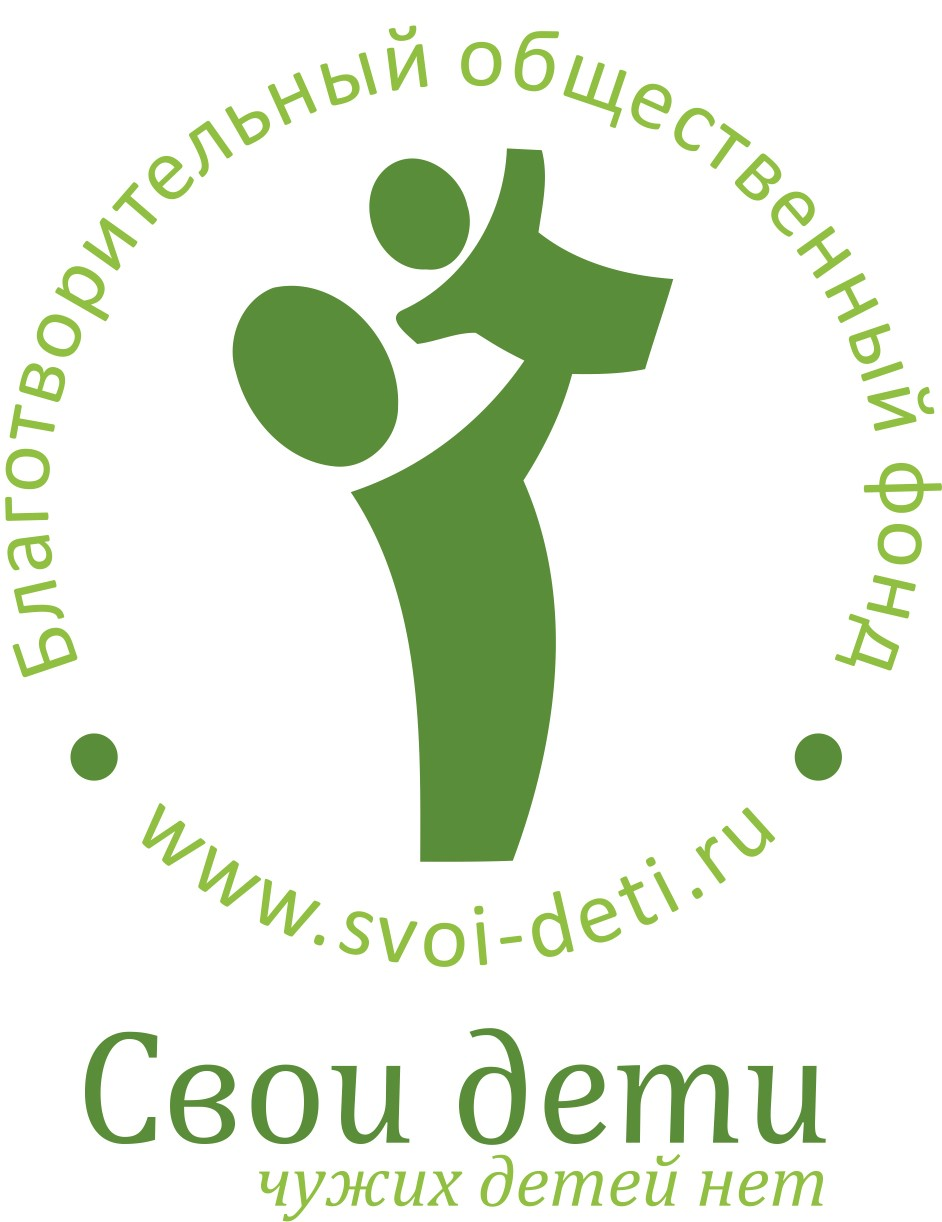 Благотворительный общественный фонд
www.svoi-deti.ru
Свои дети
чужих детей нет